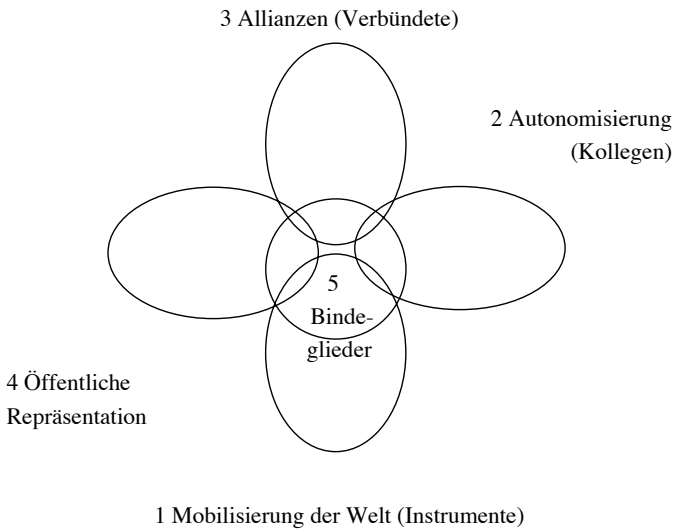 3 Allianzen (Verbündete)
2 Autonomisierung
(Kollegen)
5
Binde-
glieder
4 Öffentliche
Repräsentation
1 Mobilisierung der Welt (Instrumente)